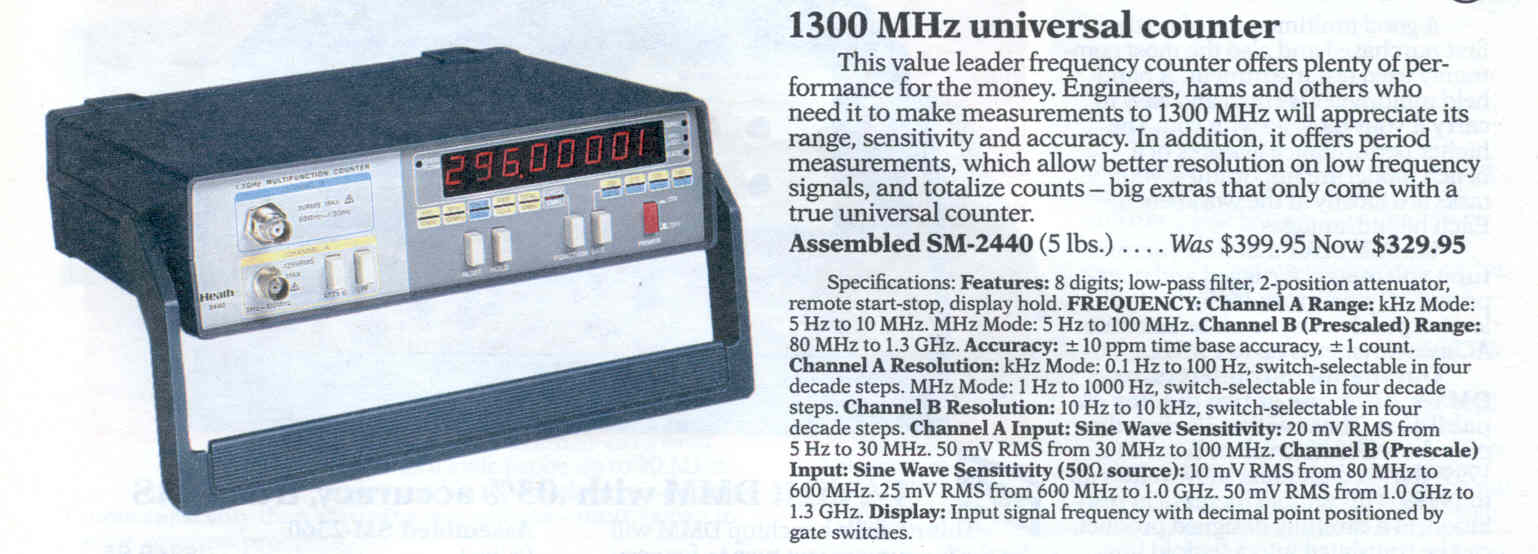 1300 MHz universal counter
This value leader frequency counter offers plenty of per-
formance for the money. Engineers, hams and others who
need it to make measurements to 1300 MHz will appreciate its
range, sensitivity and accuracy. In addition, it offers period
measurements, which allow better resolution on low frequency
signals, and totalize counts – big extras that only come with a
true universal counter.
Assembled SM-2440 (5 lbs.) . . . . Was $399.95 Now $329.95
Specifications: Features: 8 digits; low-pass filter, 2-position attenuator,
remote start-stop, display hold. FREQUENCY: Channel A Range: kHz Mode:
5 Hz to 10 MHz. MHz Mode: 5 Hz to 100 MHz. Channel B (Prescaled) Range:
80 MHz to 1.3 GHz. Accuracy: ±10 ppm time base accuracy, ±1 count.
Channel A Resolution: kHz Mode: 0.1 Hz to 100 Hz, switch-selectable in four
decade steps. MHz Mode: 1 Hz to 1000 Hz, switch-selectable in four decade
steps. Channel B Resolution: 10 Hz to 10 kHz, switch-selectable in four
decade steps. Channel A Input: Sine Wave Sensitivity: 20 mV RMS from
5 Hz to 30 MHz. 50 mV RMS from 30 MHz to 100 MHz. Channel B (Prescale)
Input: Sine Wave Sensitivity (50Ω source): 10 mV RMS from 80 MHz to
600 MHz. 25 mV RMS from 600 MHz to 1.0 GHz. 50 mV RMS from 1.0 GHz to
1.3 GHz. Display: Input signal frequency with decimal point positioned by
gate switches.
1.3GHz MULTIFUNCTION COUNTER
296.00001
CHANNEL A
MAX
Heath
2440
RESET HOLD FUNCTION GATE POWER